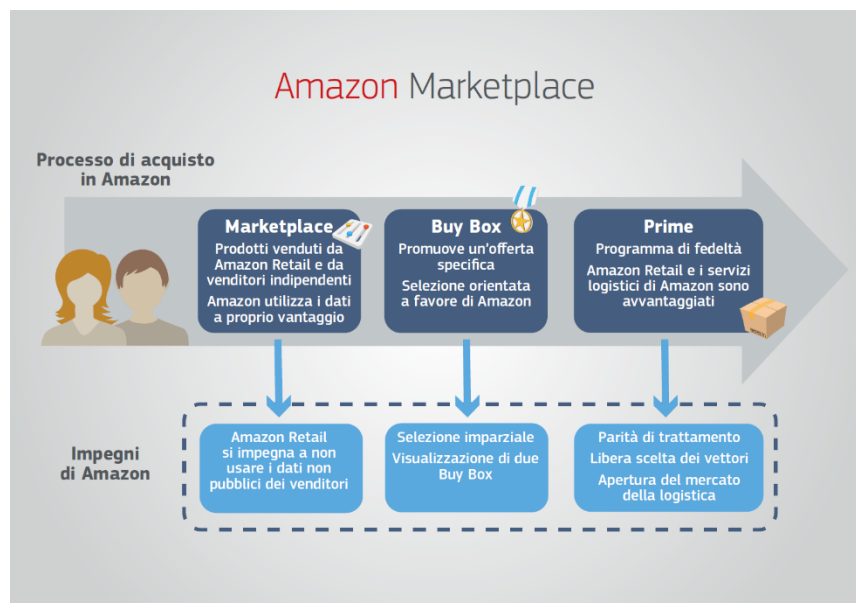 Amazon Marketplace
Processo di acquisto
in Amazon
Marketplace
Prodotti venduti da
Amazon Retail e da
venditori indipendenti
Amazon utilizza i dati
a proprio vantaggio
Buy Box
Promuove un'offerta
specifica
Selezione orientata
a favore di Amazon
Prime
Programma di fedeltà
Amazon Retail e i servizi
logistici di Amazon sono
avvantaggiati
Impegni
di Amazon
Amazon Retail
si impegna a non
usare i dati non
pubblici dei venditori
Selezione imparziale
Visualizzazione di due
Buy Box
Parità di trattamento
Libera scelta dei vettori
Apertura del mercato
della logistica